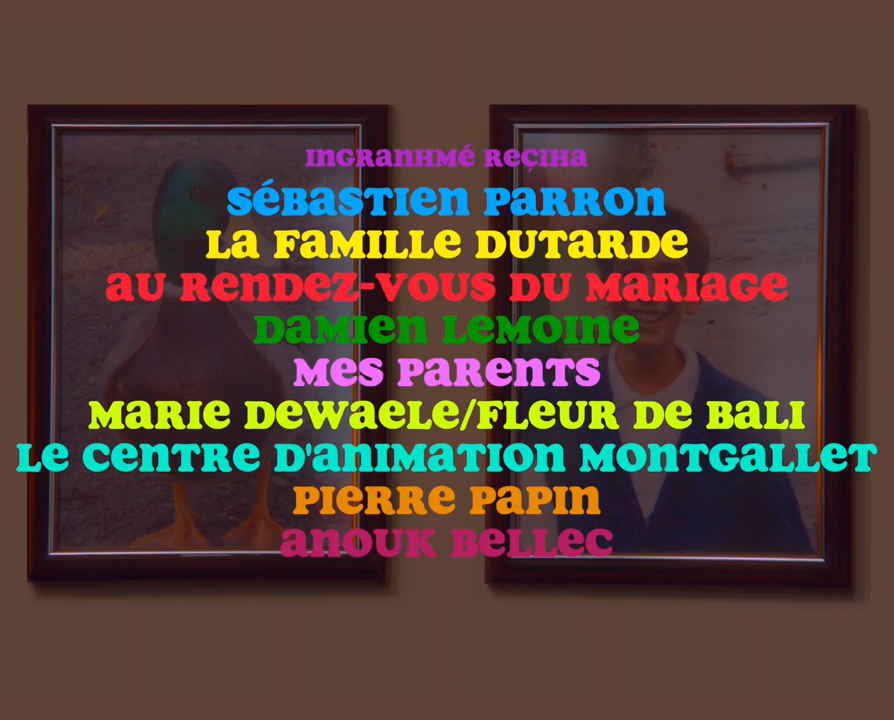 INGRANHMÉ REÇIHA
SÉBASTIEN PARRON
LA FAMILLE DUTARDE
AU RENDEZ-VOUS DU MARIAGE
DAMIEN LEMOINE
MES PARENTS
MARIE DEWAELE/FLEUR DE BALI
LE CENTRE D'ANIMATION MONTGALLET
PIERRE PAPIN
ANOUK BELLEC